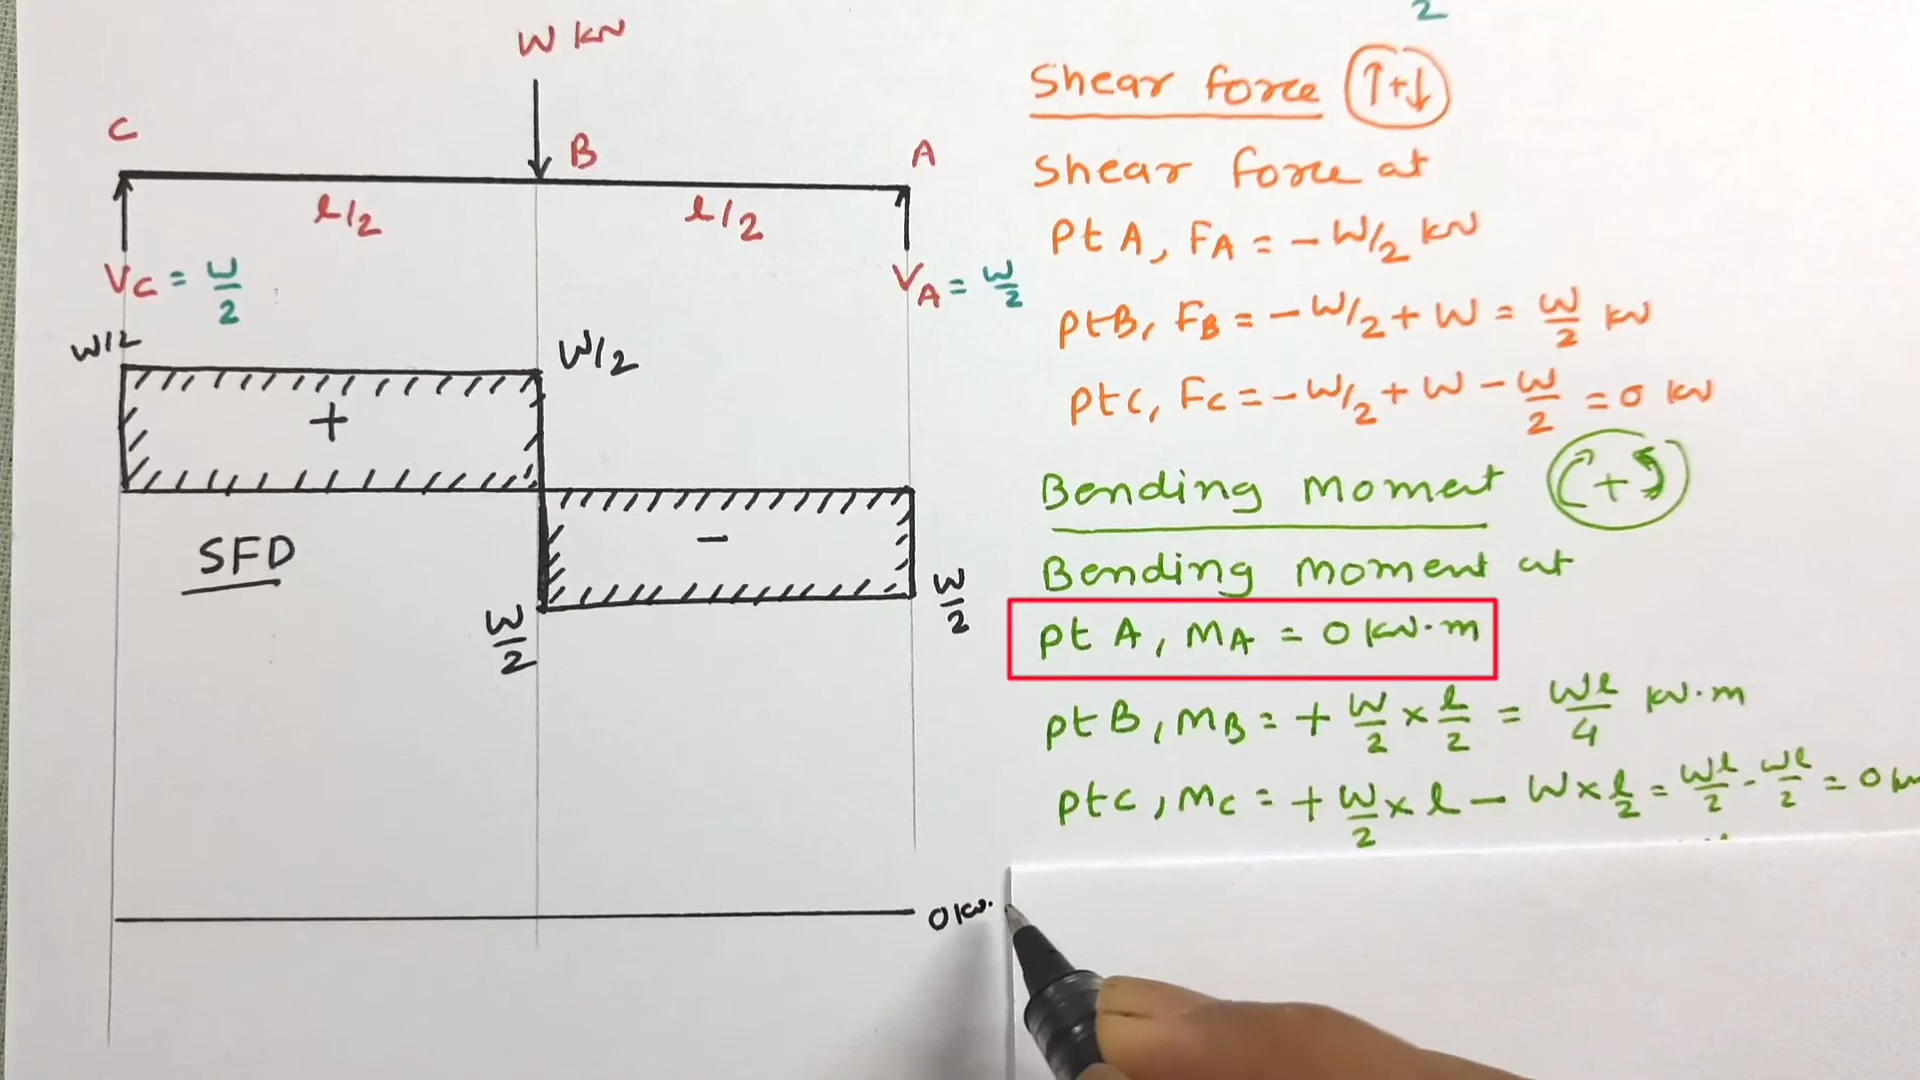 2
W kN
C
B
A
l/2
l/2
VC = W/2
VA = W/2
W/2
W/2
+
-
SFD
W/2
W/2
0 kN.
Shear force (↑+↓)
Shear force at
pt A, FA = -W/2 kN
pt B, FB = -W/2 + W = W/2 kN
pt C, FC = -W/2 + W - W/2 = 0 kN
Bending Moment (+)
Bending moment at
pt A, MA = 0 kN.m
pt B, MB = + W/2 × l/2 = Wl/4 kN.m
pt C, MC = + W/2 × l - W × l/2 = Wl/2 - Wl/2 = 0 kN